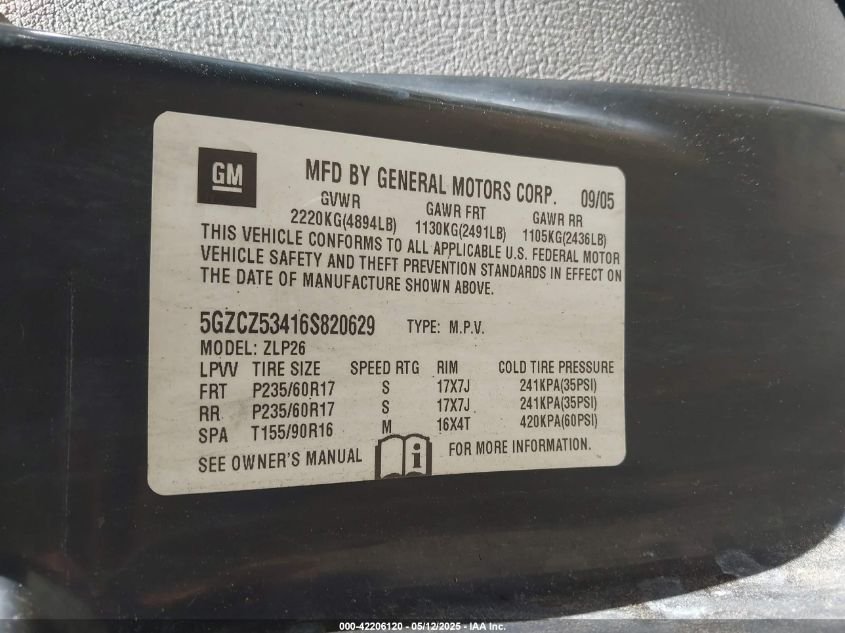 GM
MFD BY GENERAL MOTORS CORP. 09/05
GVWR GAWR FRT GAWR RR
2220KG(4894LB) 1130KG(2491LB) 1105KG(2436LB)
THIS VEHICLE CONFORMS TO ALL APPLICABLE U.S. FEDERAL MOTOR
VEHICLE SAFETY AND THEFT PREVENTION STANDARDS IN EFFECT ON
THE DATE OF MANUFACTURE SHOWN ABOVE.
5GZCZ53416S820629 TYPE: M.P.V.
MODEL: ZLP26
LPVV TIRE SIZE SPEED RTG RIM COLD TIRE PRESSURE
FRT P235/60R17 S 17X7J 241KPA(35PSI)
RR P235/60R17 S 17X7J 241KPA(35PSI)
SPA T155/90R16 M 16X4T 420KPA(60PSI)
SEE OWNER'S MANUAL i FOR MORE INFORMATION.
000-42206120 - 05/12/2025 - IAA Inc.